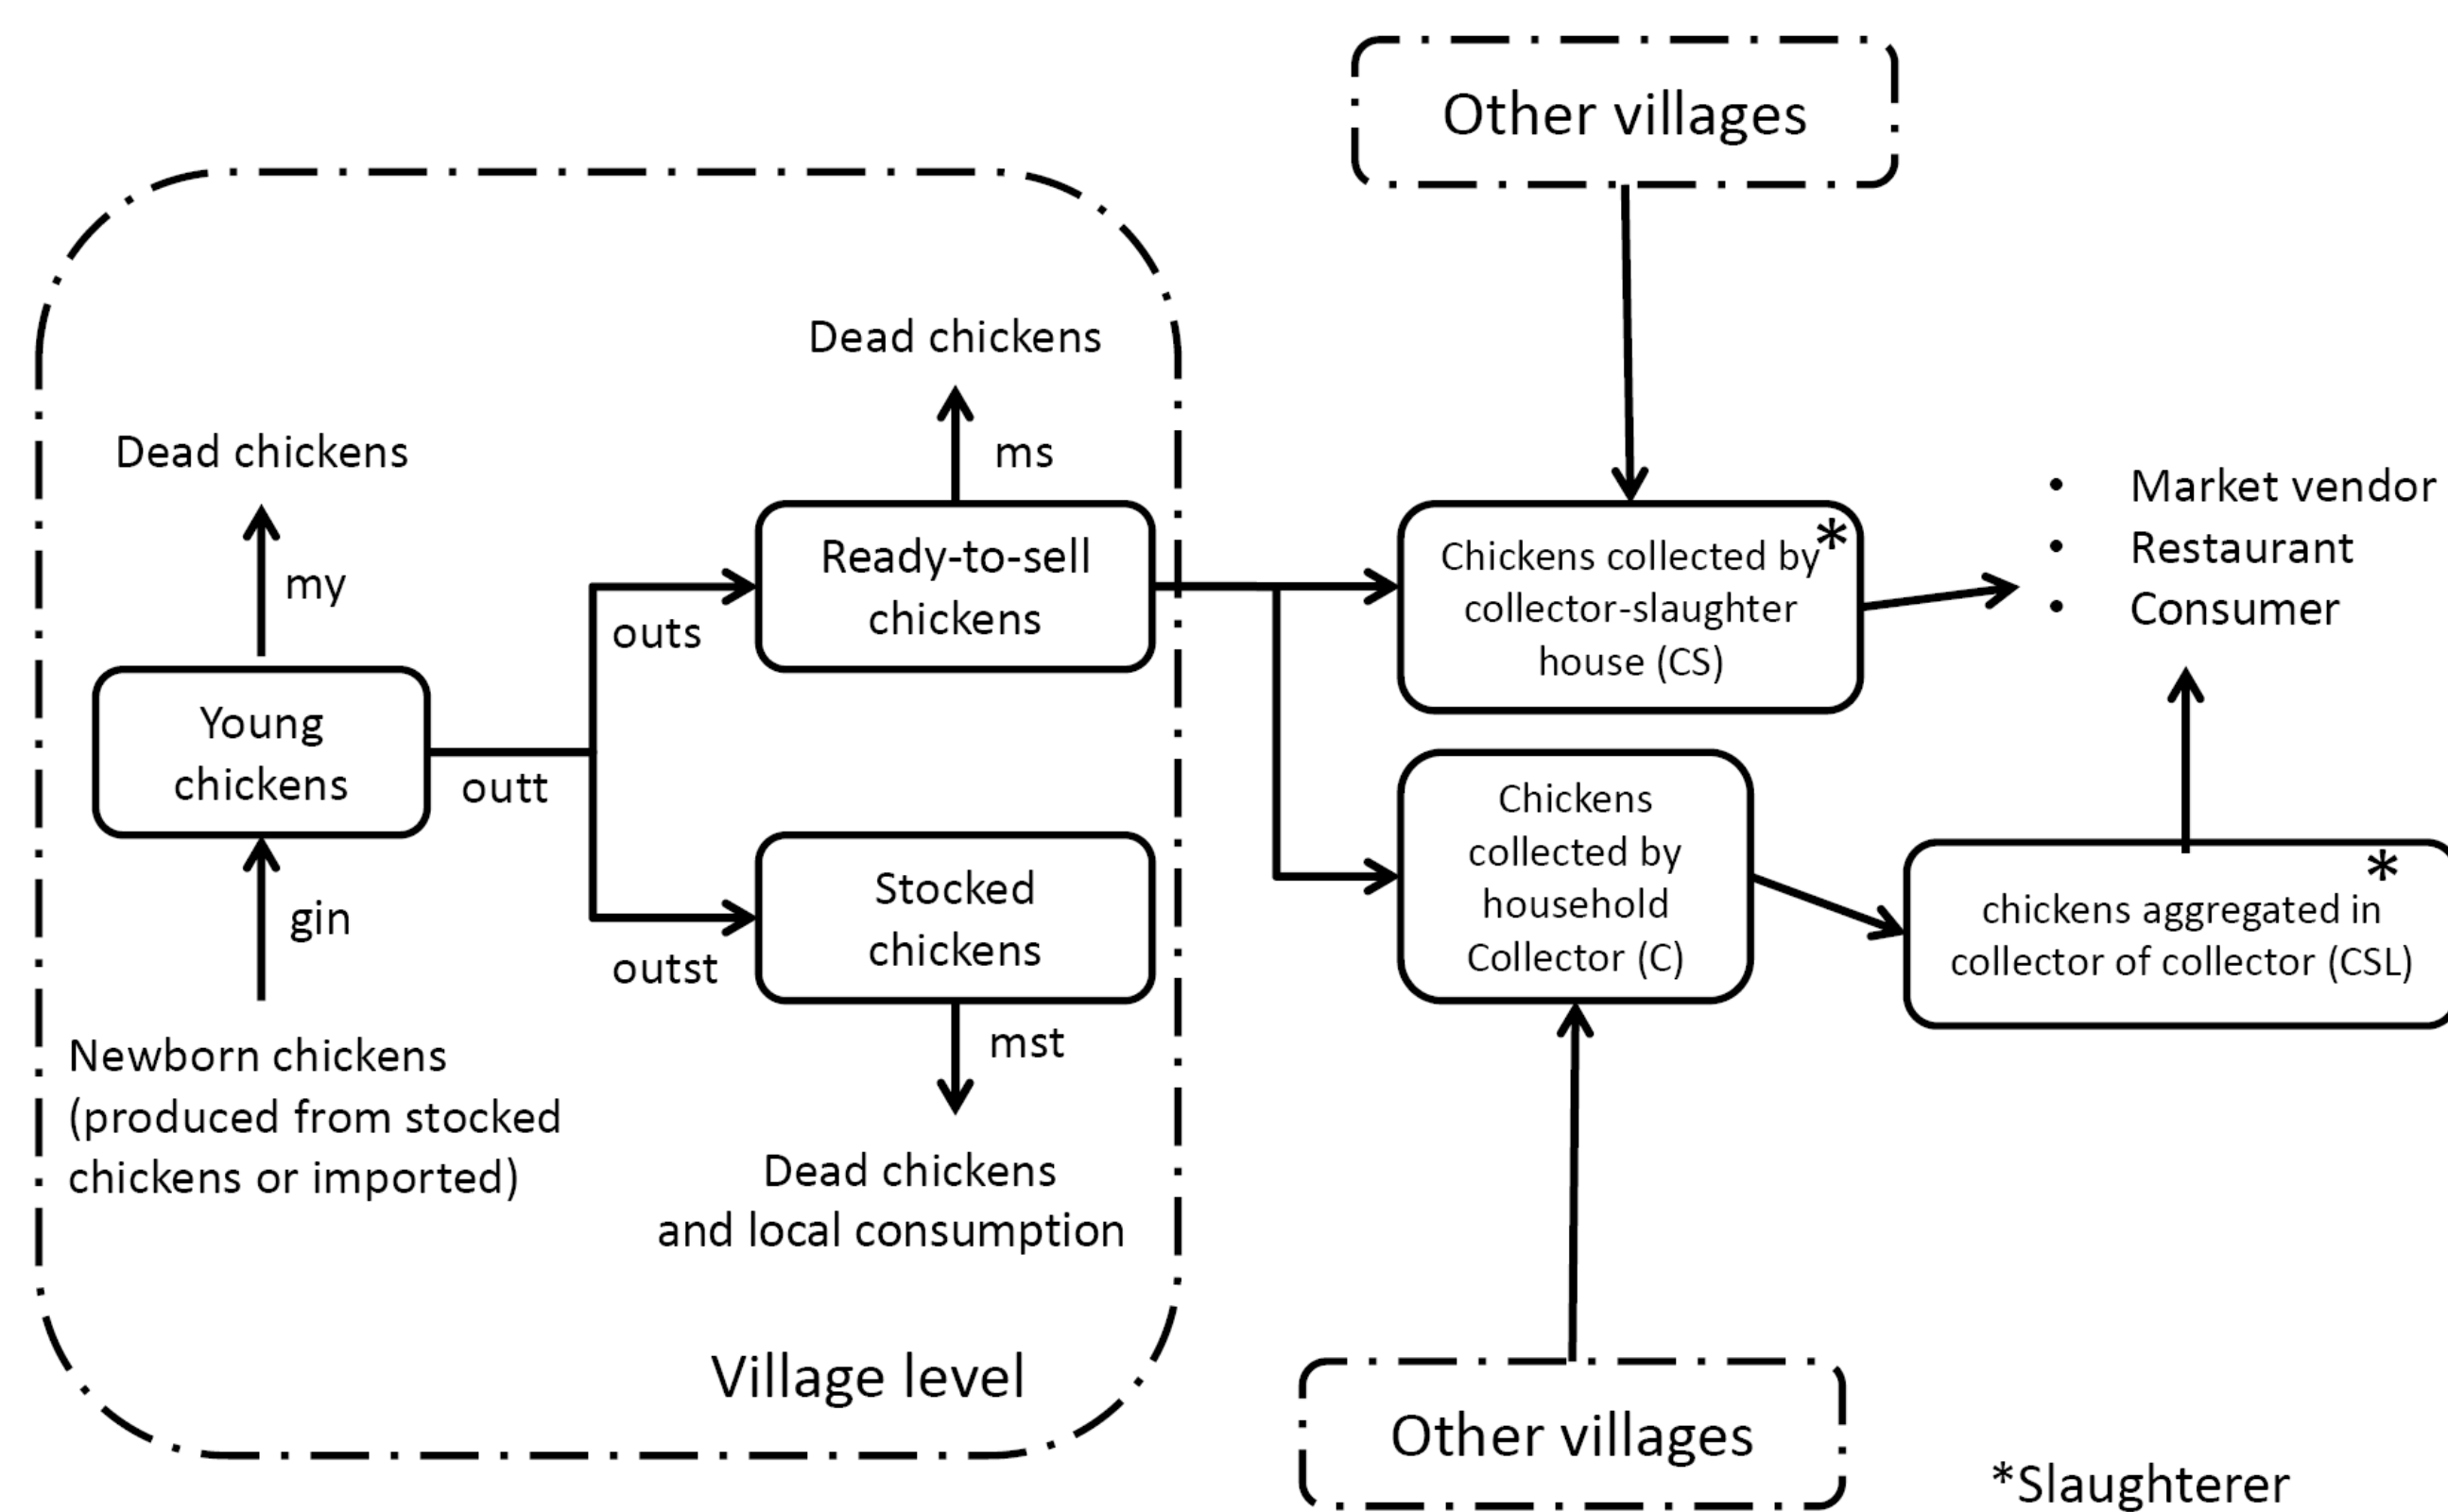 Other villages
Dead chickens
ms
Dead chickens
my
Young
chickens
gin
Newborn chickens
(produced from stocked
chickens or imported)
outt
outs
outst
Ready-to-sell
chickens
Stocked
chickens
mst
Dead chickens
and local consumption
Village level
Chickens collected by*
collector-slaughter
house (CS)
• Market vendor
• Restaurant
• Consumer
Chickens
collected by
household
Collector (C)
*
chickens aggregated in
collector of collector (CSL)
Other villages
*Slaughterer